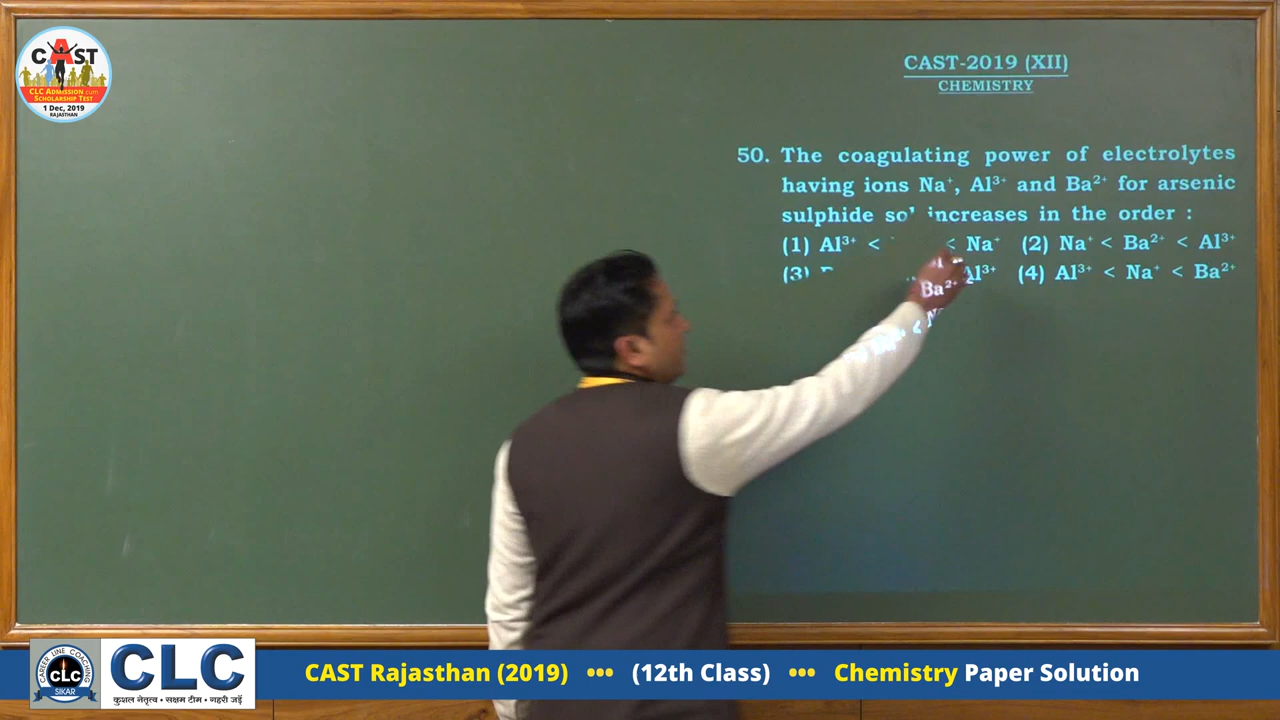 CAST
CLC ADMISSION cum
SCHOLARSHIP TEST
1 Dec, 2019
RAJASTHAN
CAST-2019 (XII)
CHEMISTRY
50. The coagulating power of electrolytes
having ions Na⁺, Al³⁺ and Ba²⁺ for arsenic
sulphide sol increases in the order :
(1) Al³⁺ < < Na⁺ (2) Na⁺ < Ba²⁺ < Al³⁺
(3) Al³⁺ (4) Al³⁺ < Na⁺ < Ba²⁺
Ba²⁺
<
CAREER LINE COACHING
CLC
SIKAR
CLC
कुशल नेतृत्व • सक्षम टीम • गहरी जड़ें
CAST Rajasthan (2019) ••• (12th Class) ••• Chemistry Paper Solution